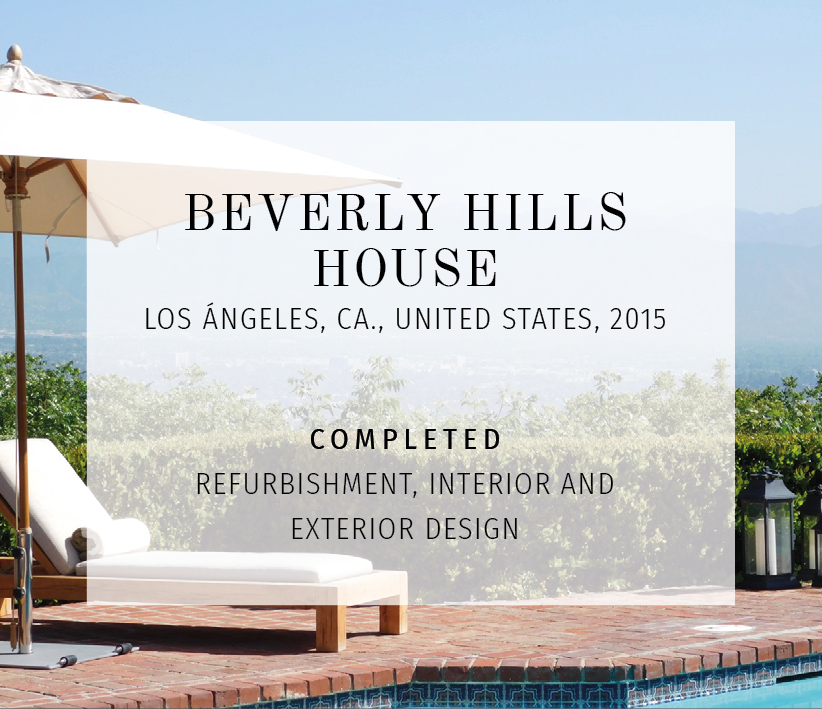 BEVERLY HILLS
HOUSE
LOS ÁNGELES, CA., UNITED STATES, 2015
COMPLETED
REFURBISHMENT, INTERIOR AND
EXTERIOR DESIGN